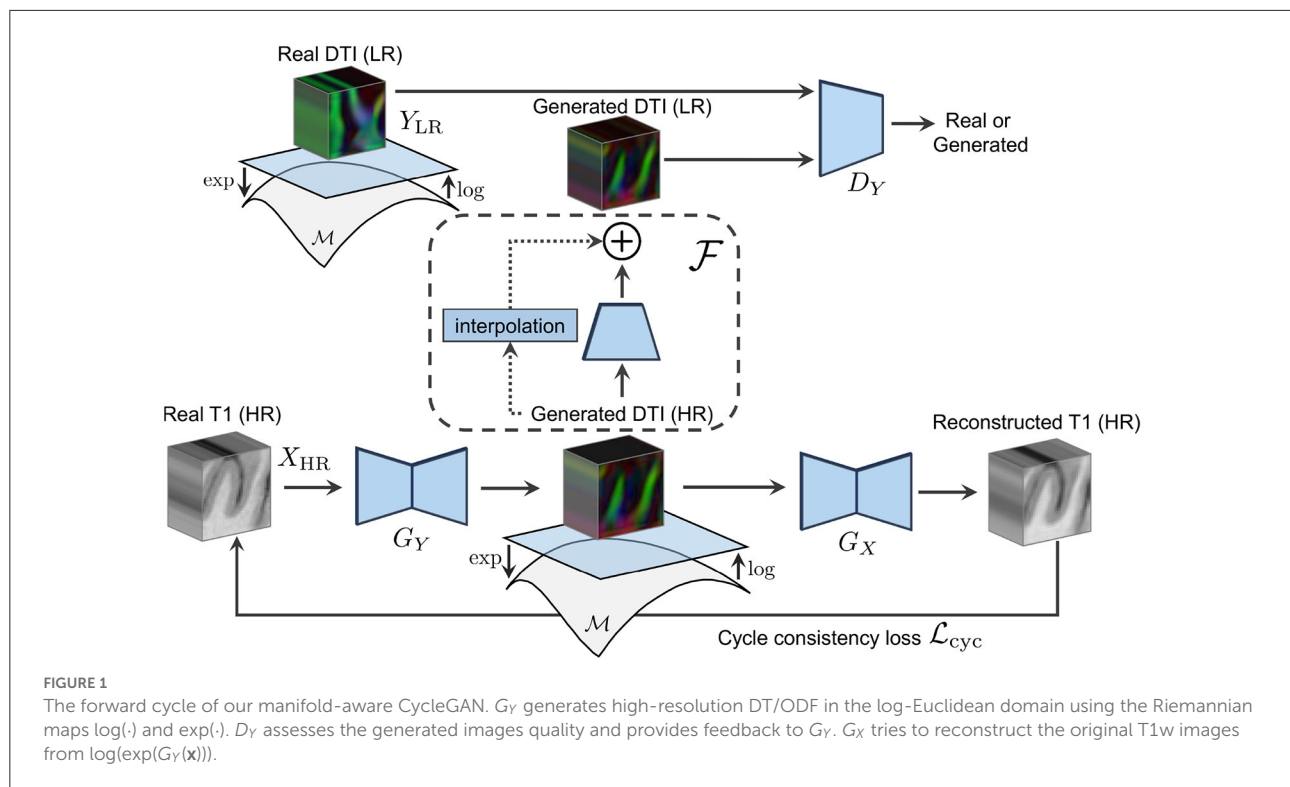 Real DTI (LR)
Y_LR
exp
log
ℳ
Generated DTI (LR)
Real or
Generated
D_Y
ℱ
interpolation
Real T1 (HR)
Generated DTI (HR)
Reconstructed T1 (HR)
X_HR
G_Y
G_X
exp
log
ℳ
Cycle consistency loss ℒ_cyc
FIGURE 1
The forward cycle of our manifold-aware CycleGAN. G_Y generates high-resolution DT/ODF in the log-Euclidean domain using the Riemannian
maps log(·) and exp(·). D_Y assesses the generated images quality and provides feedback to G_Y. G_X tries to reconstruct the original T1w images
from log(exp(G_Y(x))).